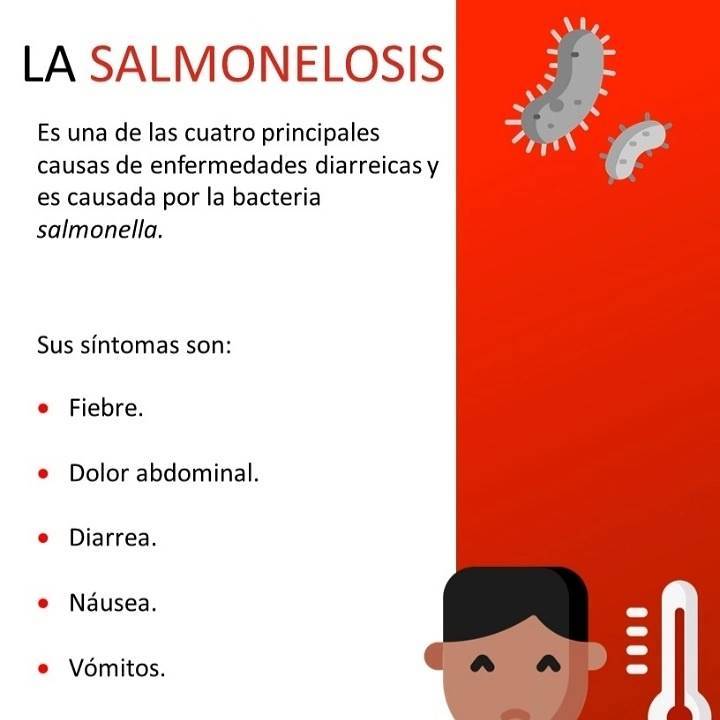 LA SALMONELOSIS
Es una de las cuatro principales
causas de enfermedades diarreicas y
es causada por la bacteria
salmonella.
Sus síntomas son:
• Fiebre.
• Dolor abdominal.
• Diarrea.
• Náusea.
• Vómitos.